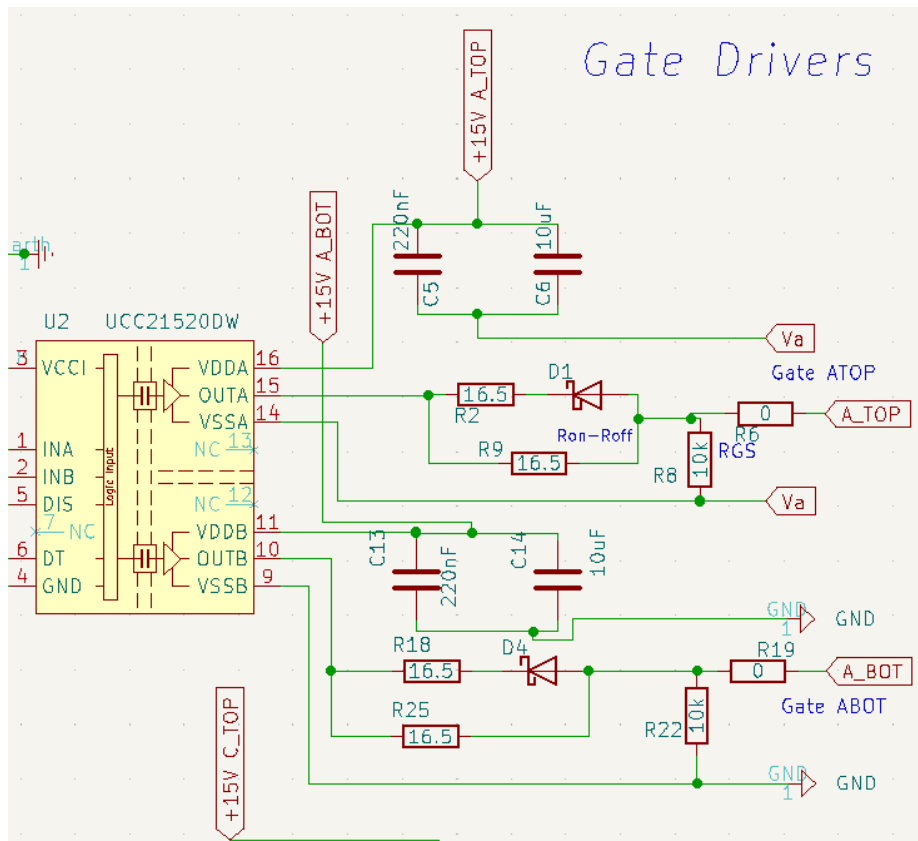 Gate Drivers
+15V A_TOP
+15V A_BOT
220nF
10uF
C5
C6
arth
1
U2
UCC21520DW
Va
Gate ATOP
3
VCCI
VDDA
16
OUTA
15
VSSA
14
NC
13
1
INA
2
INB
5
DIS
7
NC
6
DT
4
GND
Logic Input
NC
12
VDDB
11
OUTB
10
VSSB
9
16.5
R2
D1
Ron-Roff
R9
16.5
0
R6
A_TOP
RGS
R8
10k
Va
C13
220nF
C14
10uF
GND
1
GND
R18
16.5
D4
R19
0
A_BOT
Gate ABOT
R25
16.5
R22
10k
GND
1
GND
+15V C_TOP